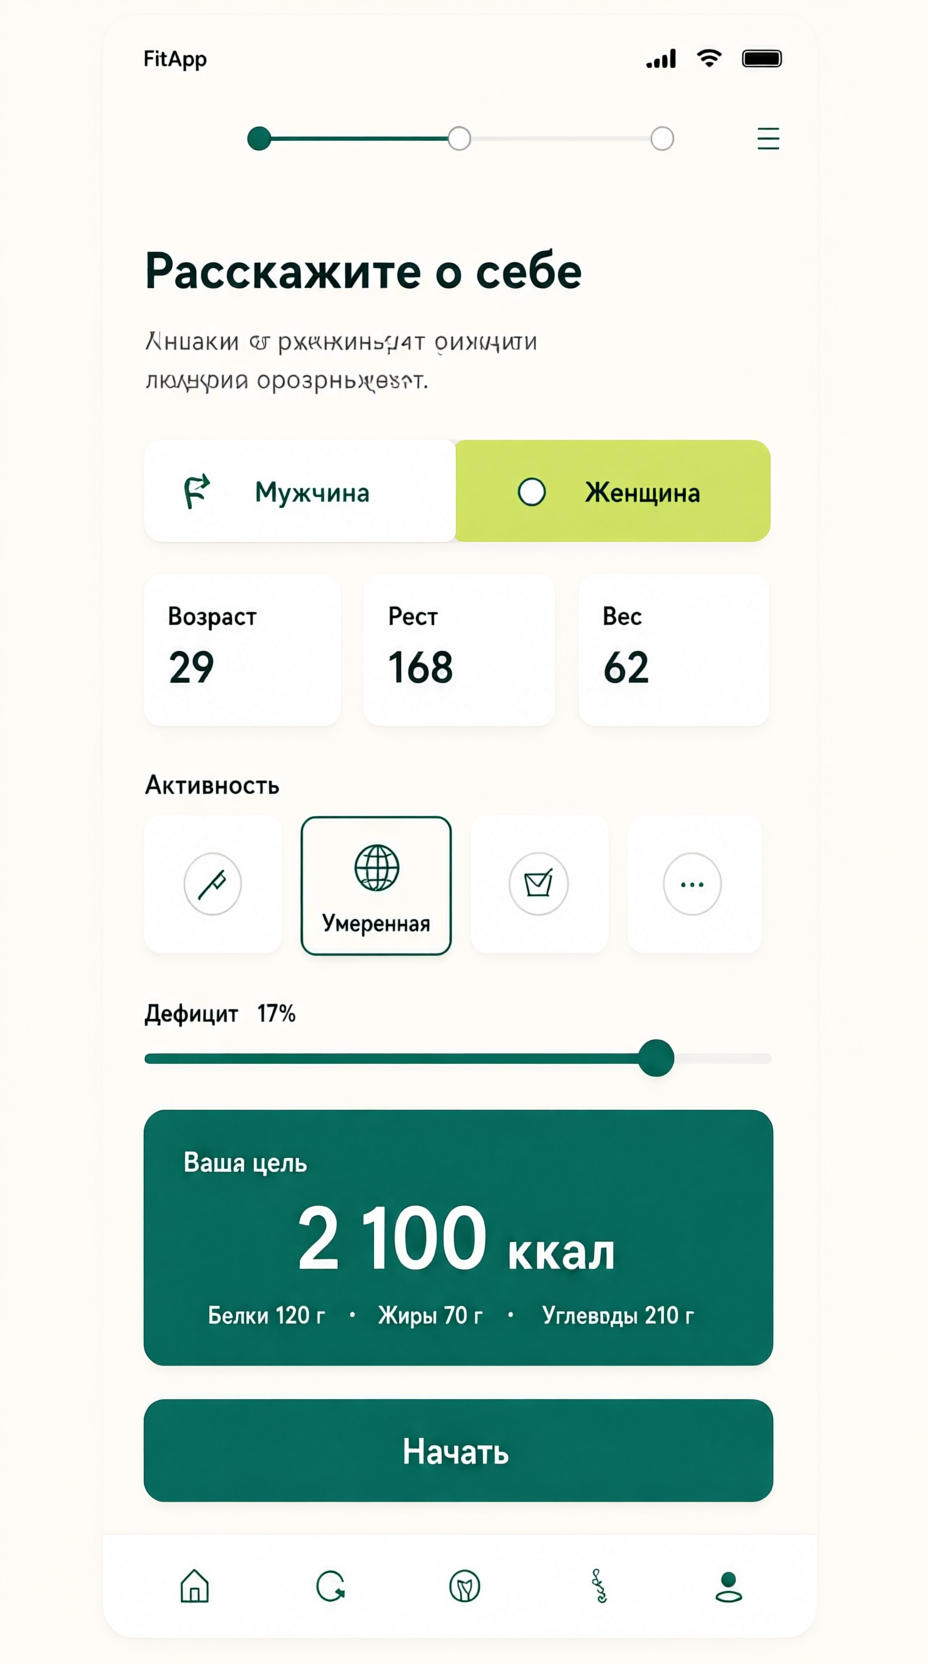 FitApp
Расскажите о себе
Мужчина Женщина
Возраст Рест Вес
29 168 62
Активность
Умеренная
Дефицит 17%
Ваша цель
2 100 ккал
Белки 120 г • Жиры 70 г • Углеводы 210 г
Начать